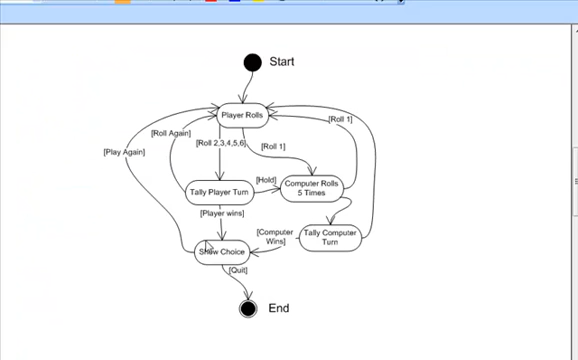 Start
Player Rolls
[Roll 1]
[Roll Again]
[Roll 2,3,4,5,6]
[Roll 1]
[Play Again]
[Hold]
Computer Rolls
5 Times
Tally Player Turn
[Player wins]
[Computer
Wins]
Tally Computer
Turn
Show Choice
[Quit]
End